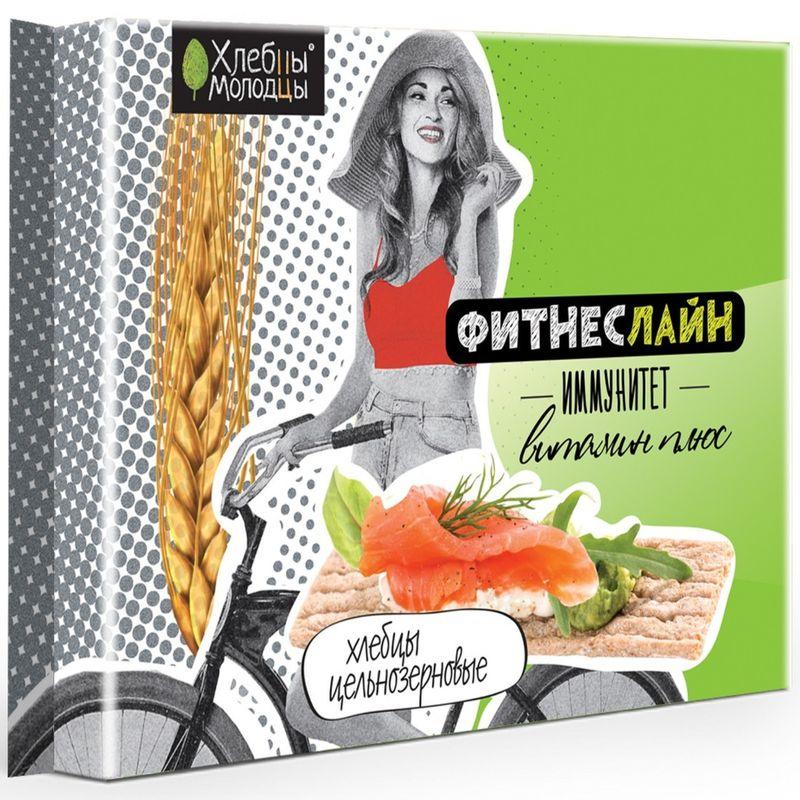 Хлебцы®
Молодцы
ФИТНЕСЛАЙН
ИММУНИТЕТ
витамин плюс
хлебцы
цельнозерновые